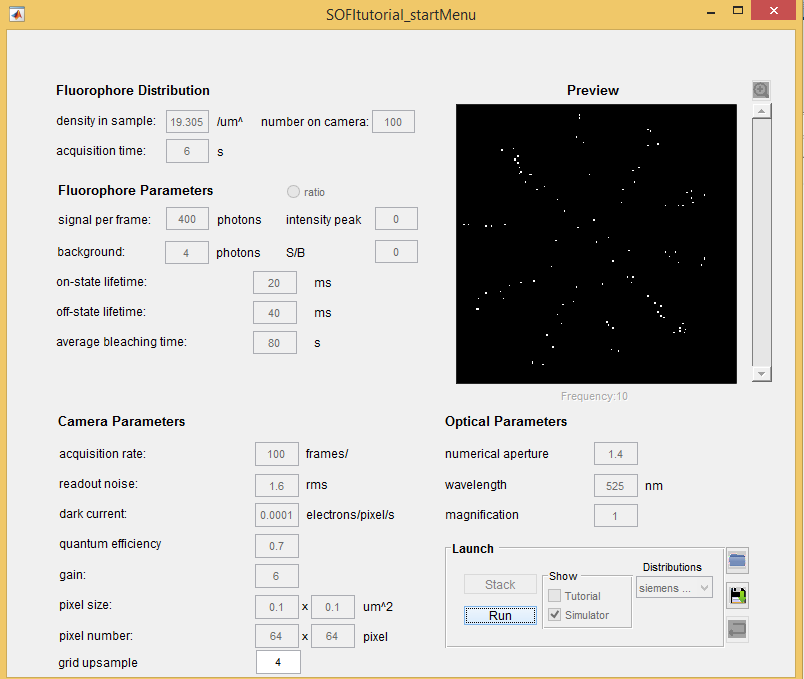 SOFItutorial_startMenu
Fluorophore Distribution
density in sample: 19.305 /um^ number on camera: 100
acquisition time: 6 s
Fluorophore Parameters ratio
signal per frame: 400 photons intensity peak 0
background: 4 photons S/B 0
on-state lifetime: 20 ms
off-state lifetime: 40 ms
average bleaching time: 80 s
Preview
Frequency:10
Camera Parameters
acquisition rate: 100 frames/
readout noise: 1.6 rms
dark current: 0.0001 electrons/pixel/s
quantum efficiency 0.7
gain: 6
pixel size: 0.1 x 0.1 um^2
pixel number: 64 x 64 pixel
grid upsample 4
Optical Parameters
numerical aperture 1.4
wavelength 525 nm
magnification 1
Launch
Stack
Run
Show
Tutorial
Simulator
Distributions
siemens ...